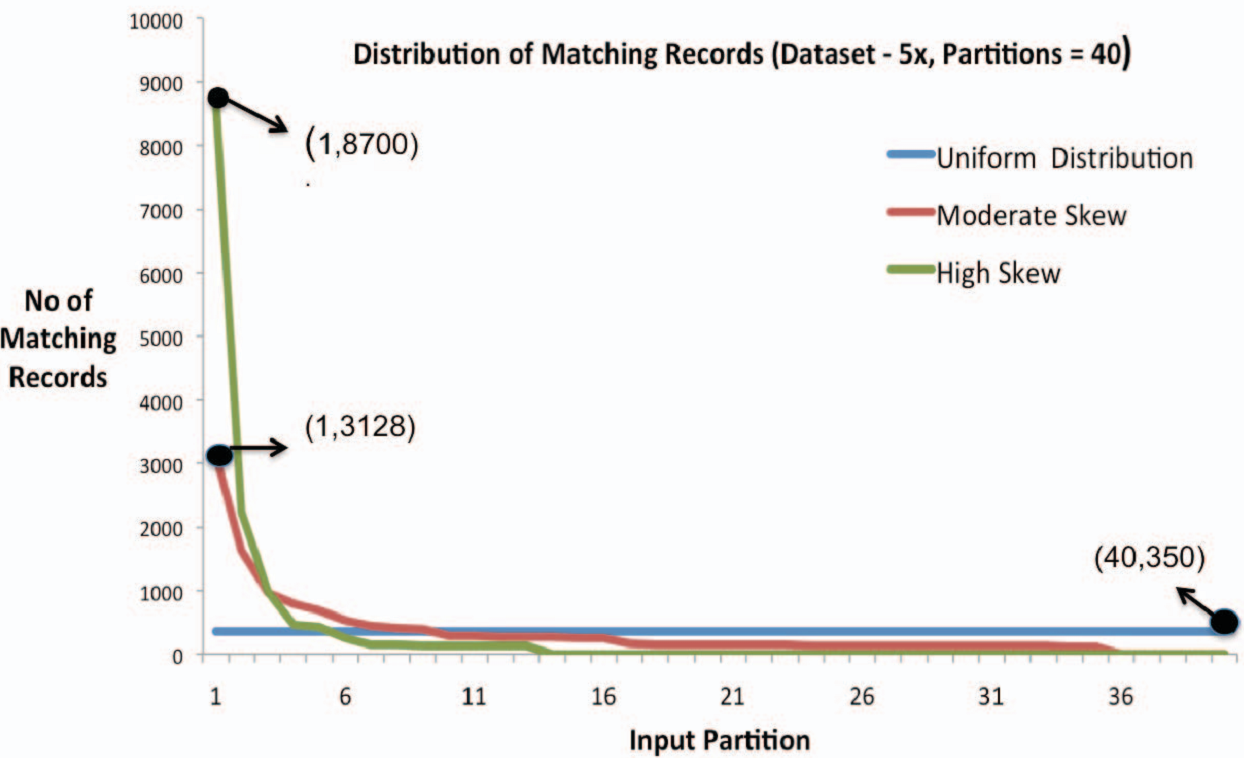 Distribution of Matching Records (Dataset - 5x, Partitions = 40)
10000
9000
8000
7000
6000
5000
4000
3000
2000
1000
0
No of
Matching
Records
(1,8700)
(1,3128)
(40,350)
Uniform Distribution
Moderate Skew
High Skew
1 6 11 16 21 26 31 36
Input Partition